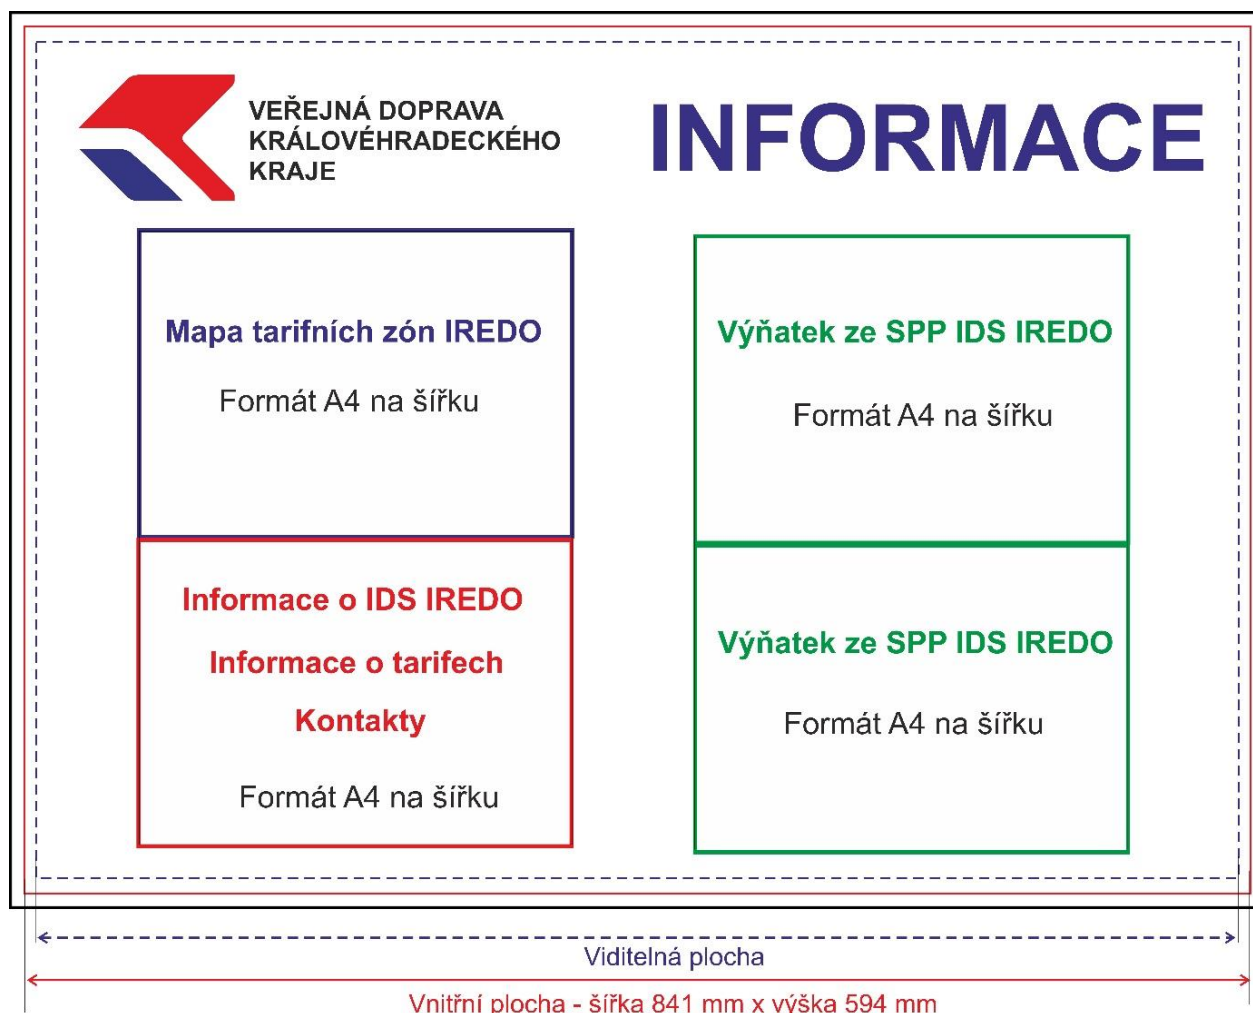 VEŘEJNÁ DOPRAVA
KRÁLOVÉHRADECKÉHO
KRAJE
INFORMACE
Mapa tarifních zón IREDO
Formát A4 na šířku
Informace o IDS IREDO
Informace o tarifech
Kontakty
Formát A4 na šířku
Výňatek ze SPP IDS IREDO
Formát A4 na šířku
Výňatek ze SPP IDS IREDO
Formát A4 na šířku
Viditelná plocha
Vnitřní plocha - šířka 841 mm x výška 594 mm